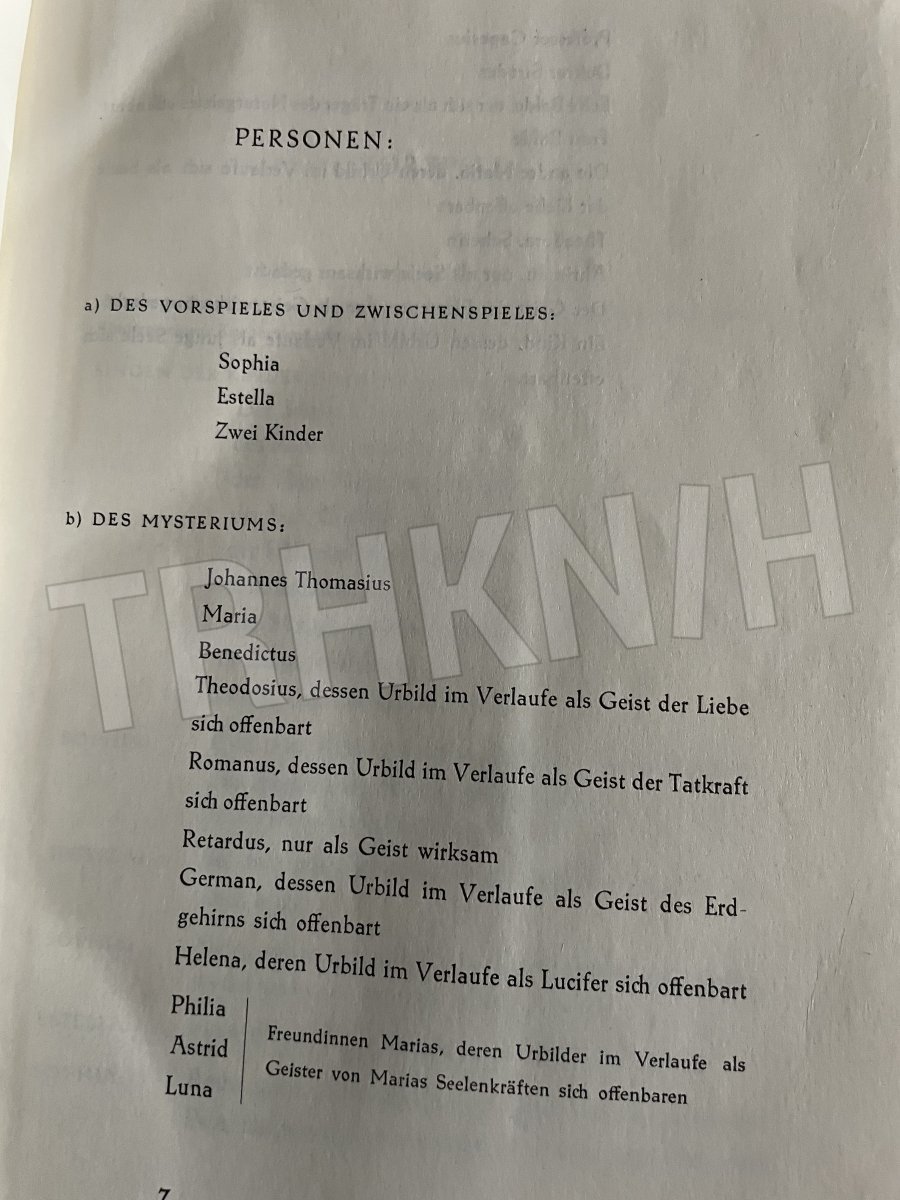 PERSONEN:
a) DES VORSPIELES UND ZWISCHENSPIELES:
Sophia
Estella
Zwei Kinder
b) DES MYSTERIUMS:
TRHKN/H
Johannes Thomasius
Maria
Benedictus
Theodosius, dessen Urbild im Verlaufe als Geist der Liebe
sich offenbart
Romanus, dessen Urbild im Verlaufe als Geist der Tatkraft
sich offenbart
Retardus, nur als Geist wirksam
German, dessen Urbild im Verlaufe als Geist des Erd-
gehirns sich offenbart
Helena, deren Urbild im Verlaufe als Lucifer sich offenbart
Philia
Astrid
Luna
Freundinnen Marias, deren Urbilder im Verlaufe als
Geister von Marias Seelenkräften sich offenbaren
7